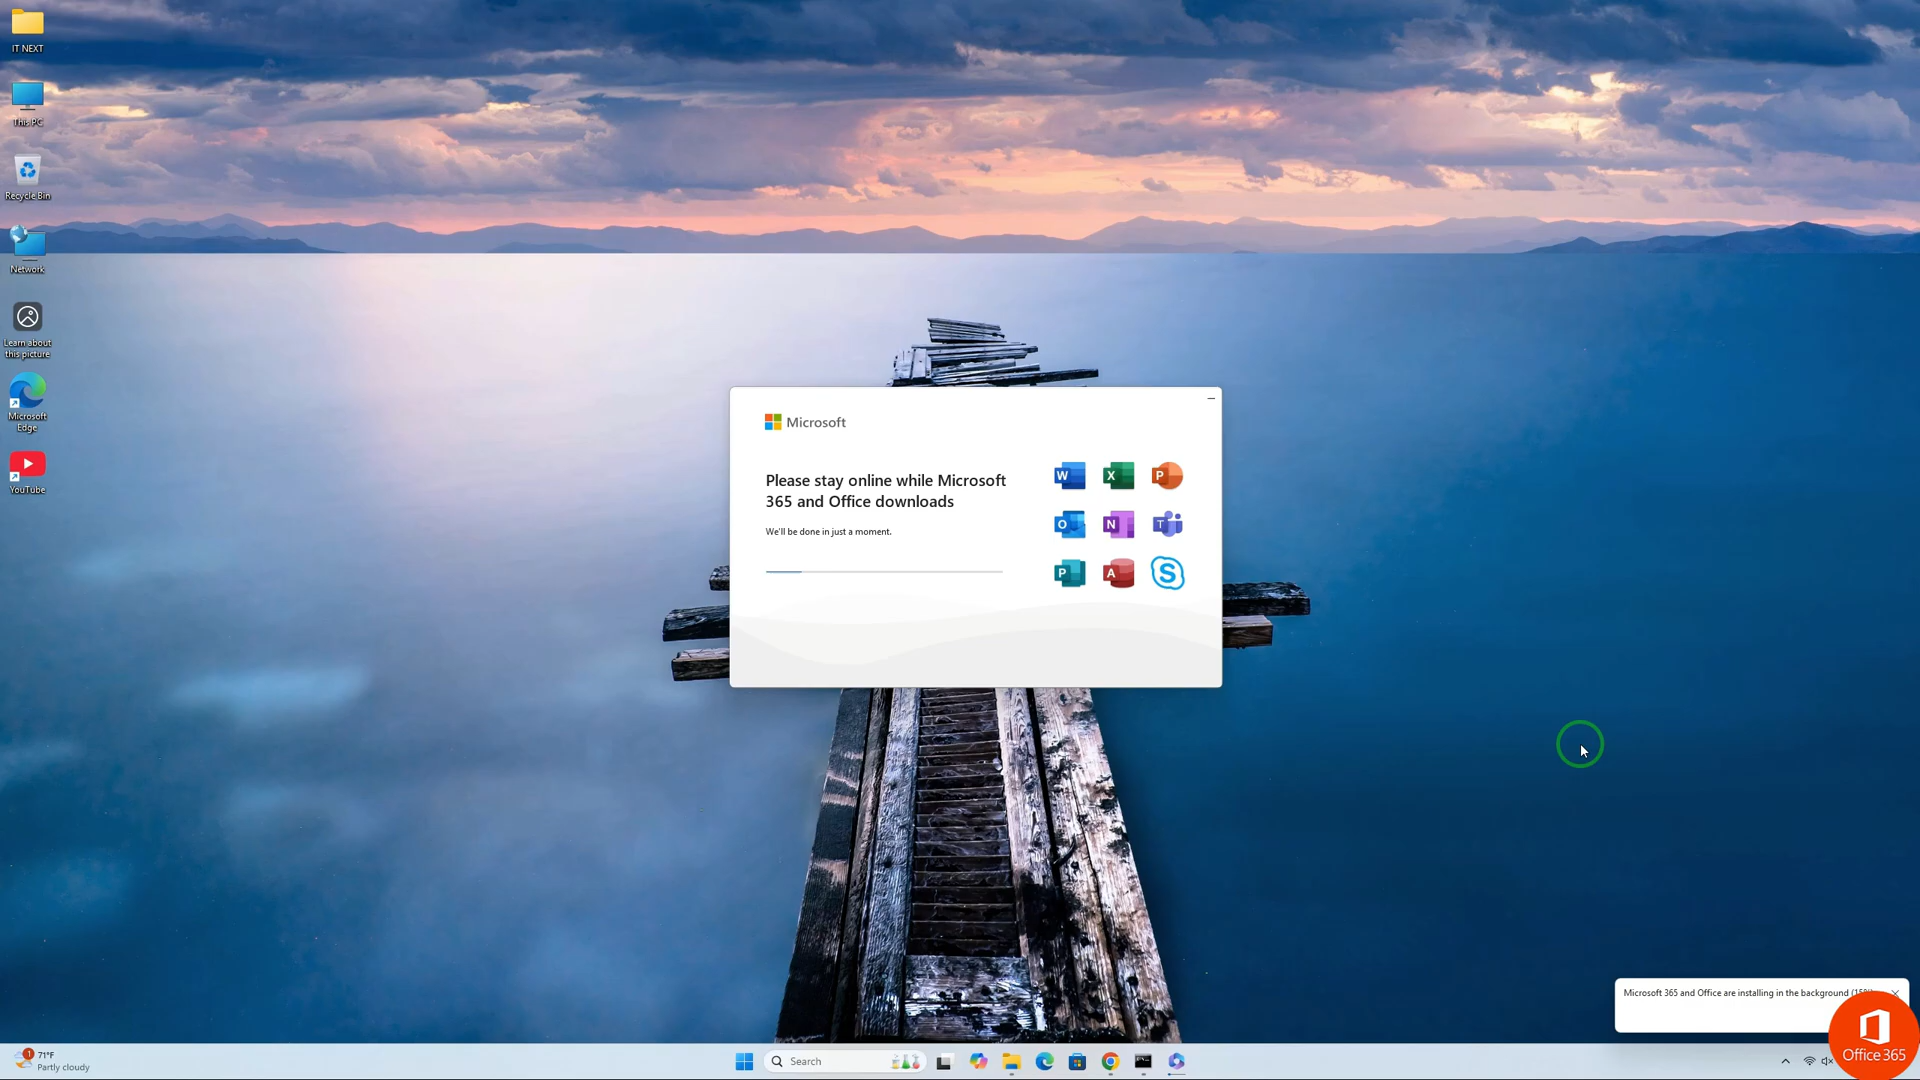 IT NEXT
This PC
Recycle Bin
Network
Learn about
this picture
Microsoft
Edge
YouTube
Microsoft
Please stay online while Microsoft
365 and Office downloads
We'll be done in just a moment.
W
X
P
O
N
T
P
A
S
Microsoft 365 and Office are installing in the background
Office 365
1
71°F
Partly cloudy
Search